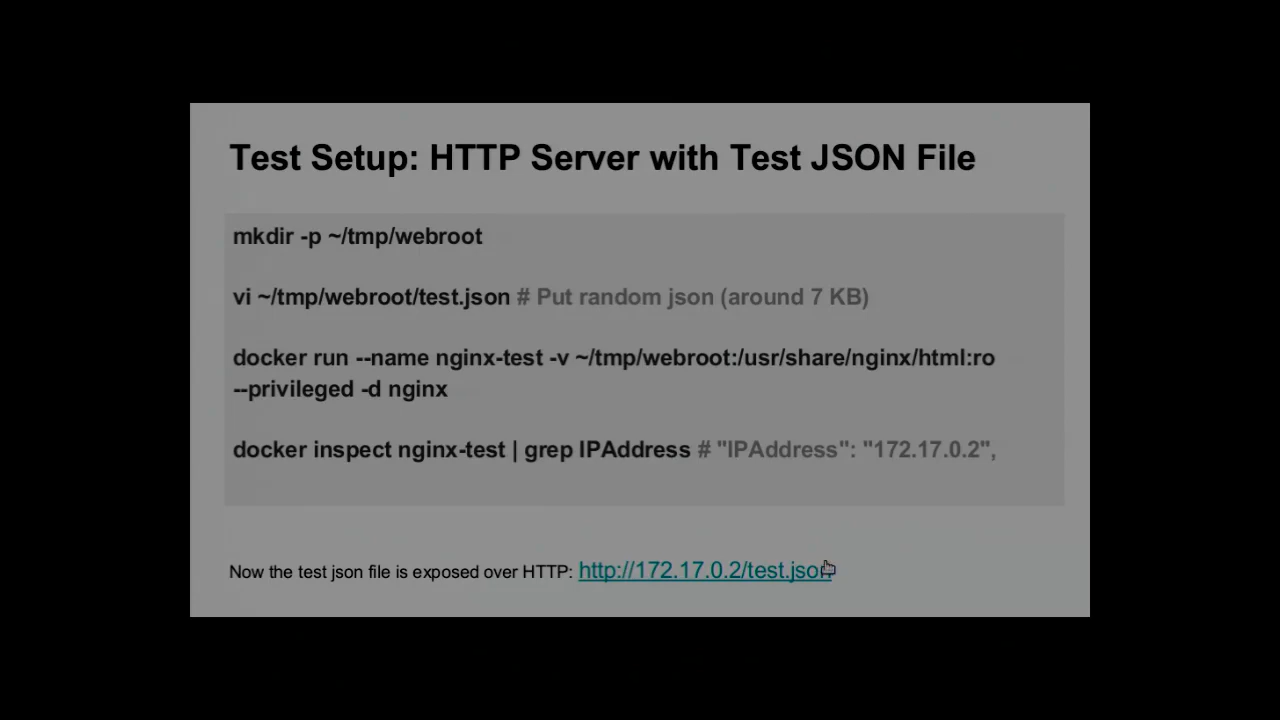 Test Setup: HTTP Server with Test JSON File
mkdir -p ~/tmp/webroot
vi ~/tmp/webroot/test.json # Put random json (around 7 KB)
docker run --name nginx-test -v ~/tmp/webroot:/usr/share/nginx/html:ro
--privileged -d nginx
docker inspect nginx-test | grep IPAddress # "IPAddress": "172.17.0.2",
Now the test json file is exposed over HTTP: http://172.17.0.2/test.json